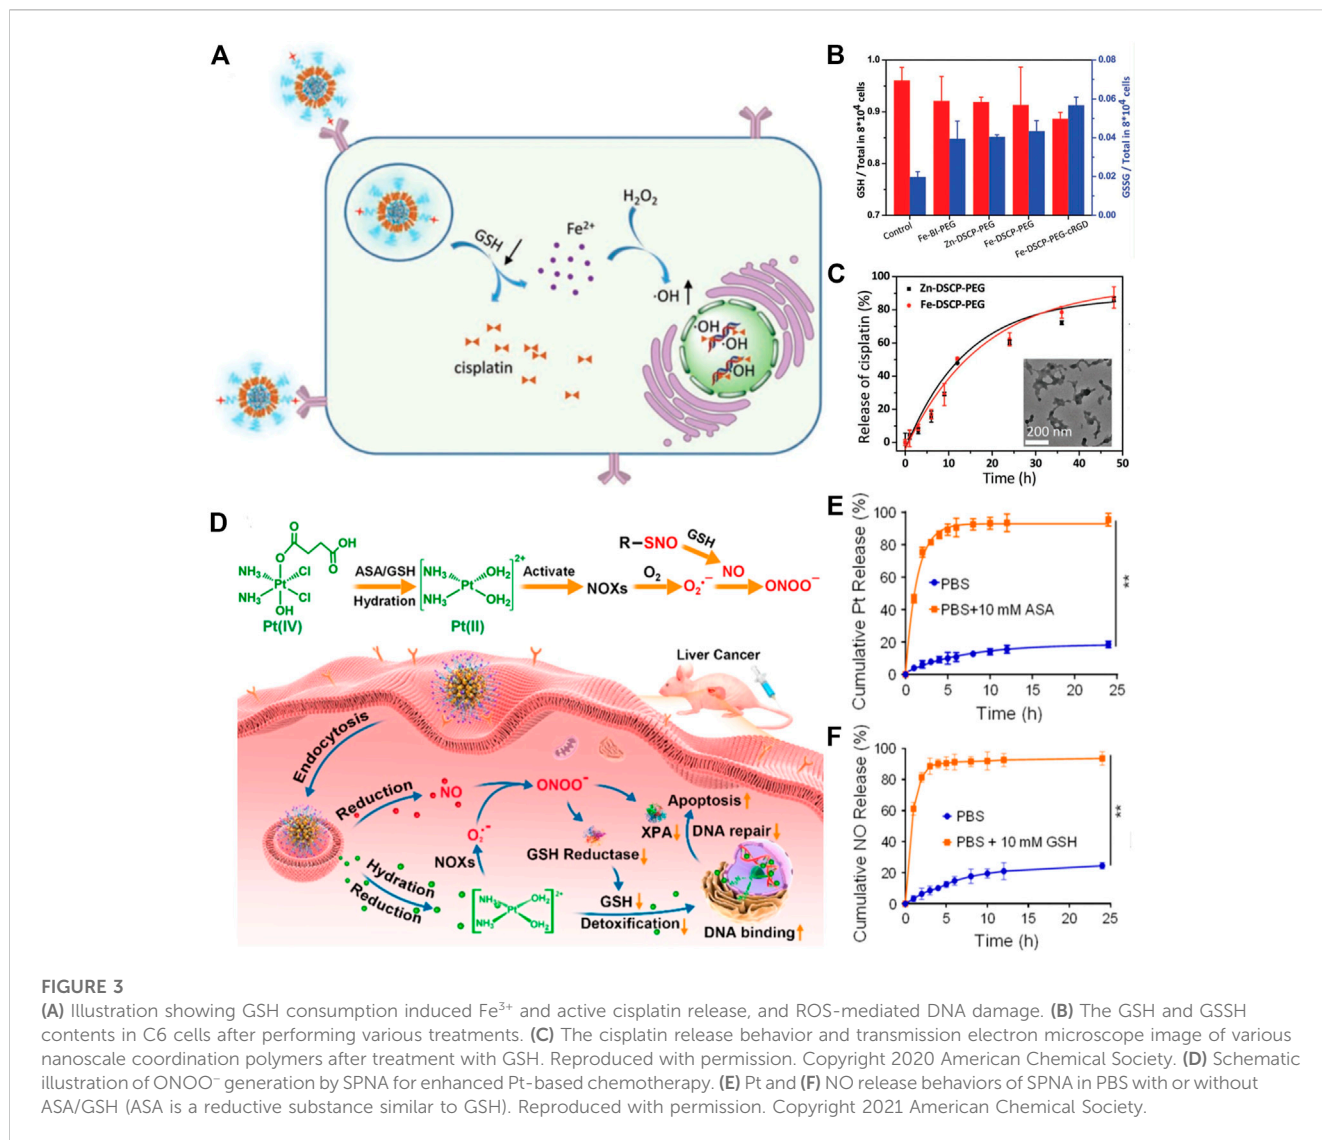 A
GSH
Fe²⁺
H₂O₂
·OH
·OH
·OH
·OH
cisplatin
B
GSH / Total in 8*10⁴ cells
1.0
0.9
0.8
0.7
0.08
0.06
0.04
0.02
0.00
GSSG / Total in 8*10⁴ cells
Control
Fe-BI-PEG
Zn-DSCP-PEG
Fe-DSCP-PEG
Fe-DSCP-PEG-cRGD
C
Release of cisplatin (%)
100
80
60
40
20
0
Zn-DSCP-PEG
Fe-DSCP-PEG
200 nm
0 10 20 30 40 50
Time (h)
D
O
OH
O
O
NH₃
Cl
Pt
NH₃
Cl
OH
Pt(IV)
ASA/GSH
Hydration
NH₃
OH₂
2+
Pt
NH₃
OH₂
Pt(II)
Activate
NOXs
O₂
O₂·⁻
R–SNO
GSH
NO
ONOO⁻
Liver Cancer
Endocytosis
Reduction
NO
ONOO⁻
O₂·⁻
NOXs
Hydration
Reduction
NH₃
OH₂
2+
Pt
NH₃
OH₂
Apoptosis
XPA
DNA repair
GSH Reductase
GSH
Detoxification
DNA binding
E
Cumulative Pt Release (%)
100
80
60
40
20
0
PBS
PBS+10 mM ASA
**
0 5 10 15 20 25
Time (h)
F
Cumulative NO Release (%)
100
80
60
40
20
0
PBS
PBS + 10 mM GSH
**
0 5 10 15 20 25
Time (h)
FIGURE 3
(A) Illustration showing GSH consumption induced Fe³⁺ and active cisplatin release, and ROS-mediated DNA damage. (B) The GSH and GSSH
contents in C6 cells after performing various treatments. (C) The cisplatin release behavior and transmission electron microscope image of various
nanoscale coordination polymers after treatment with GSH. Reproduced with permission. Copyright 2020 American Chemical Society. (D) Schematic
illustration of ONOO⁻ generation by SPNA for enhanced Pt-based chemotherapy. (E) Pt and (F) NO release behaviors of SPNA in PBS with or without
ASA/GSH (ASA is a reductive substance similar to GSH). Reproduced with permission. Copyright 2021 American Chemical Society.